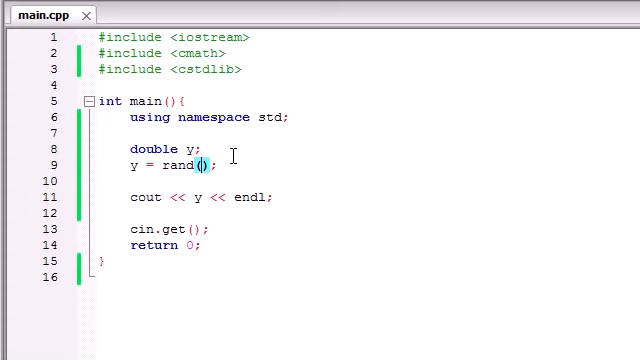 main.cpp
1 #include <iostream>
2 #include <cmath>
3 #include <cstdlib>
4
5 int main(){
6 using namespace std;
7
8 double y;
9 y = rand();
10
11 cout << y << endl;
12
13 cin.get();
14 return 0;
15 }
16